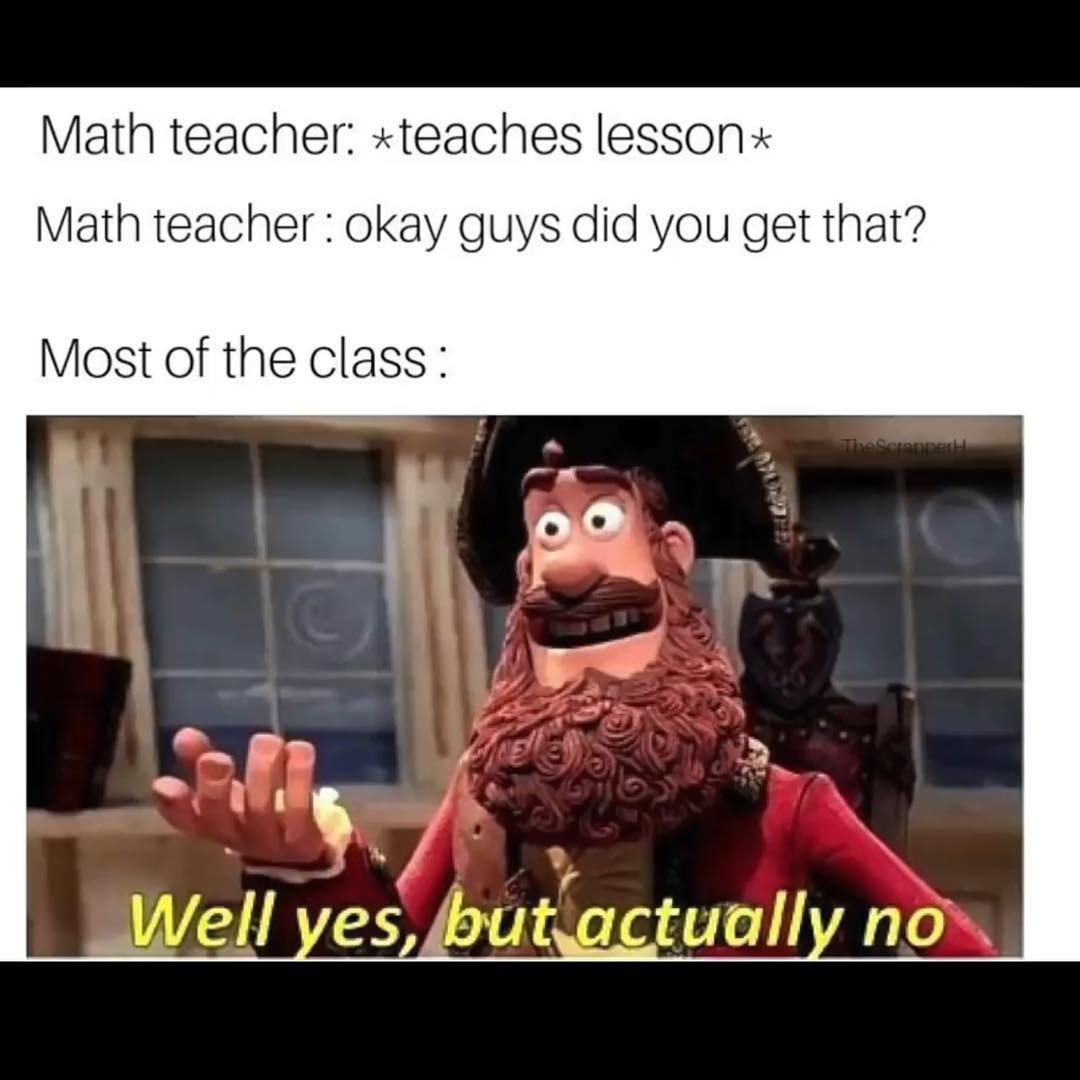 Math teacher: *teaches lesson*
Math teacher : okay guys did you get that?
Most of the class :
TheScrapperH
Well yes, but actually no